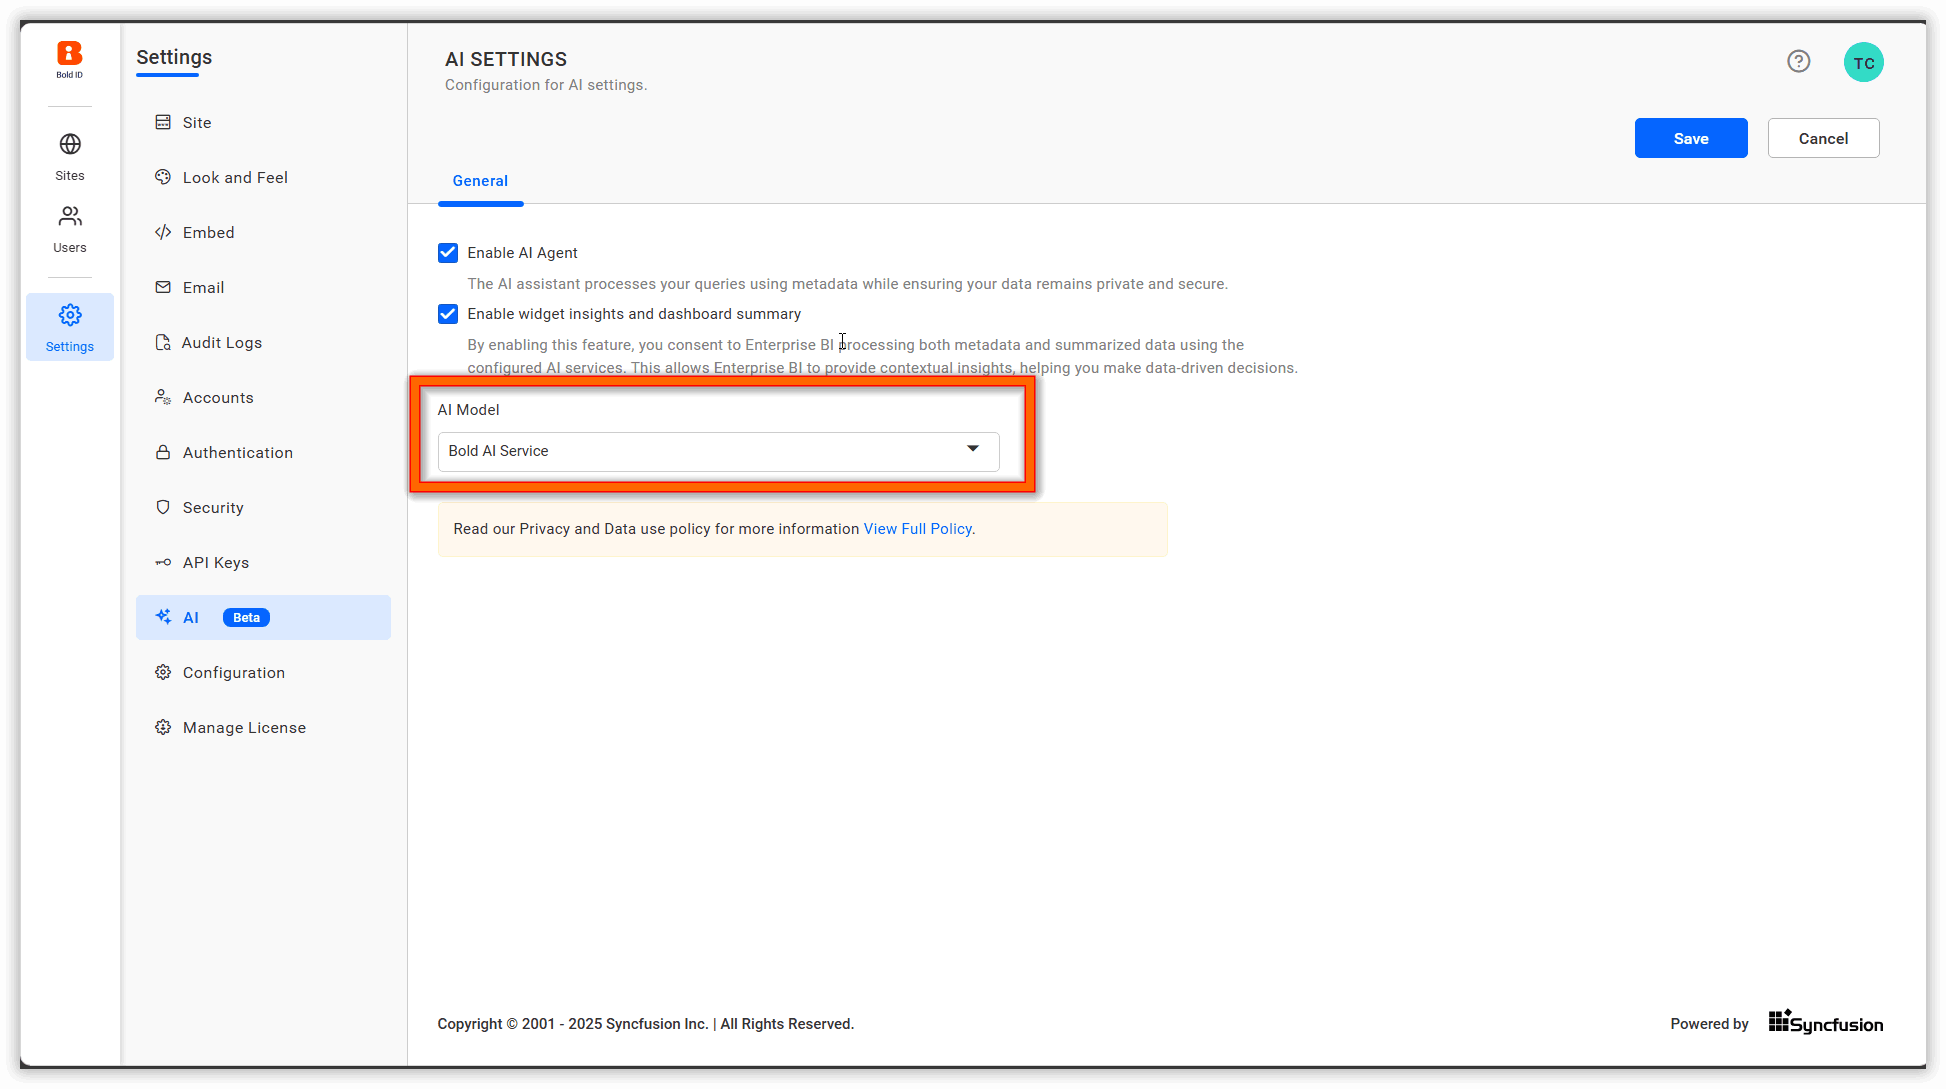 Bold ID
Sites
Users
Settings
Settings
Site
Look and Feel
Embed
Email
Audit Logs
Accounts
Authentication
Security
API Keys
AI Beta
Configuration
Manage License
AI SETTINGS
Configuration for AI settings.
TC
Save Cancel
General
Enable AI Agent
The AI assistant processes your queries using metadata while ensuring your data remains private and secure.
Enable widget insights and dashboard summary
By enabling this feature, you consent to Enterprise BI processing both metadata and summarized data using the
configured AI services. This allows Enterprise BI to provide contextual insights, helping you make data-driven decisions.
AI Model
Bold AI Service
Read our Privacy and Data use policy for more information View Full Policy.
Copyright © 2001 - 2025 Syncfusion Inc. | All Rights Reserved.
Powered by Syncfusion